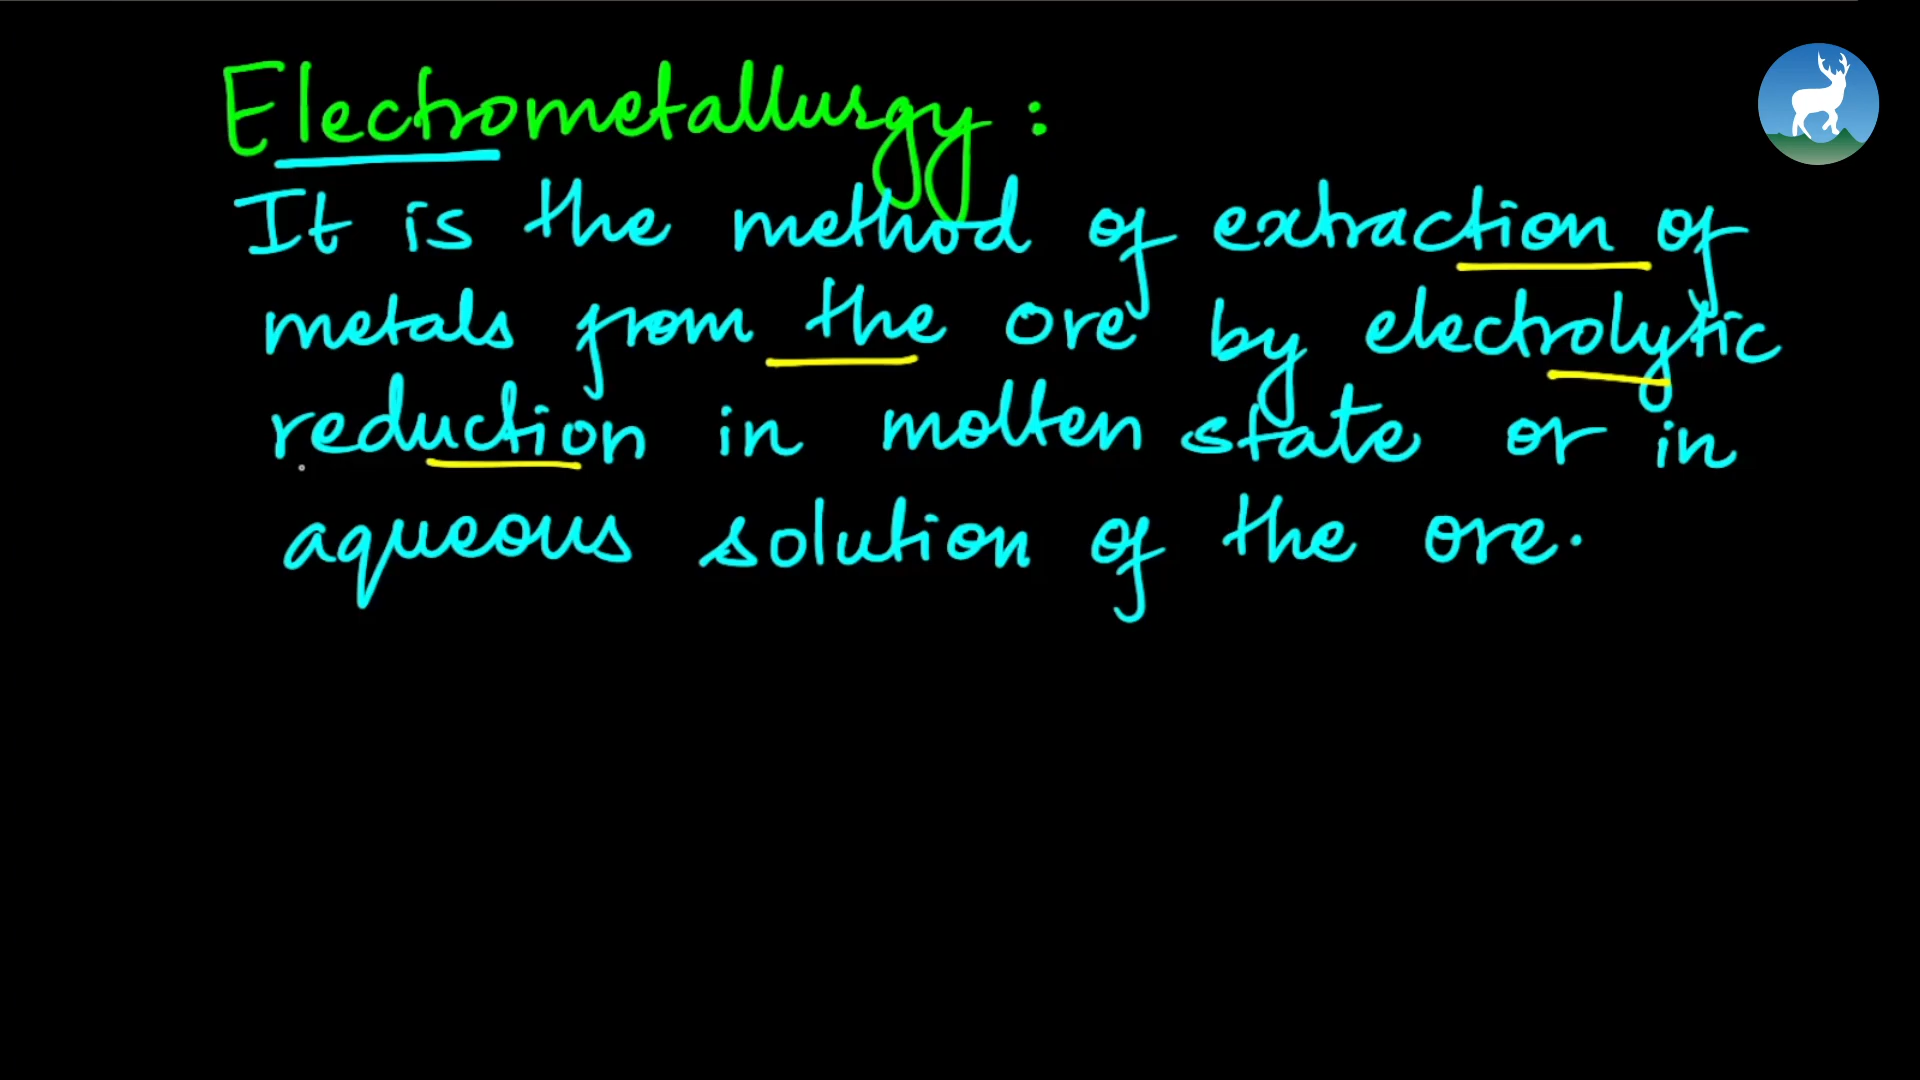 Electrometallurgy :
It is the method of extraction of
metals from the ore by electrolytic
reduction in molten state or in
aqueous solution of the ore.